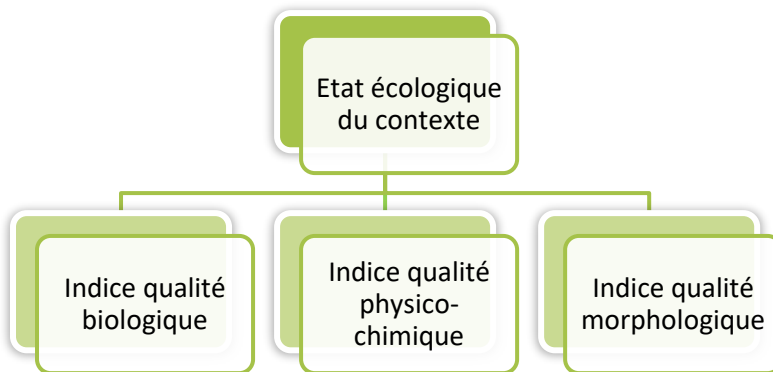 Etat écologique
du contexte
Indice qualité
biologique
Indice qualité
physico-
chimique
Indice qualité
morphologique